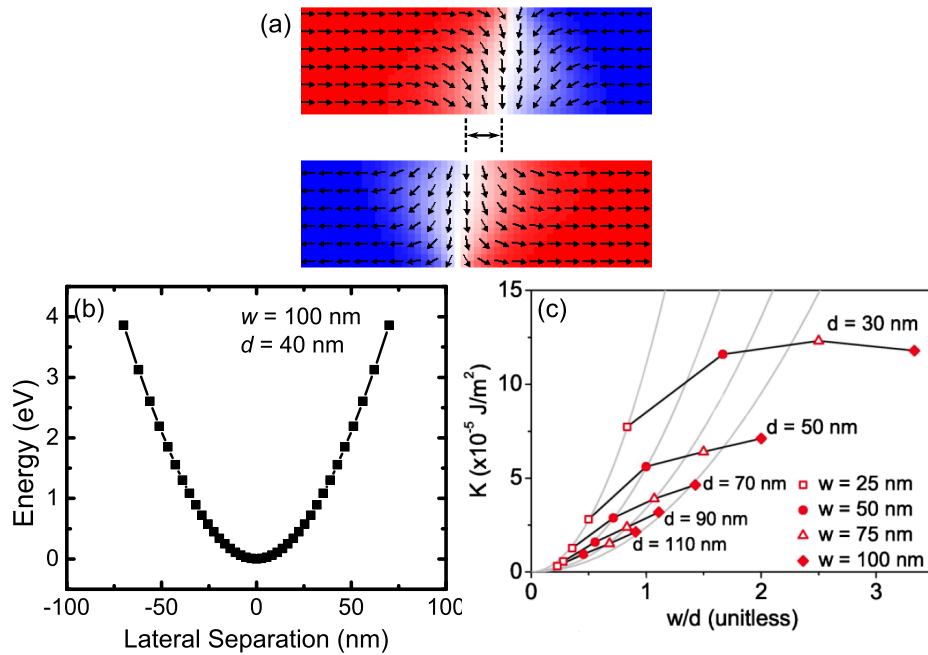 (a)
(b)
w = 100 nm
d = 40 nm
Energy (eV)
4
3
2
1
0
-100
-50
0
50
100
Lateral Separation (nm)
(c)
K (x10⁻⁵ J/m²)
15
10
5
0
0
1
2
3
w/d (unitless)
d = 30 nm
d = 50 nm
d = 70 nm
d = 90 nm
d = 110 nm
w = 25 nm
w = 50 nm
w = 75 nm
w = 100 nm